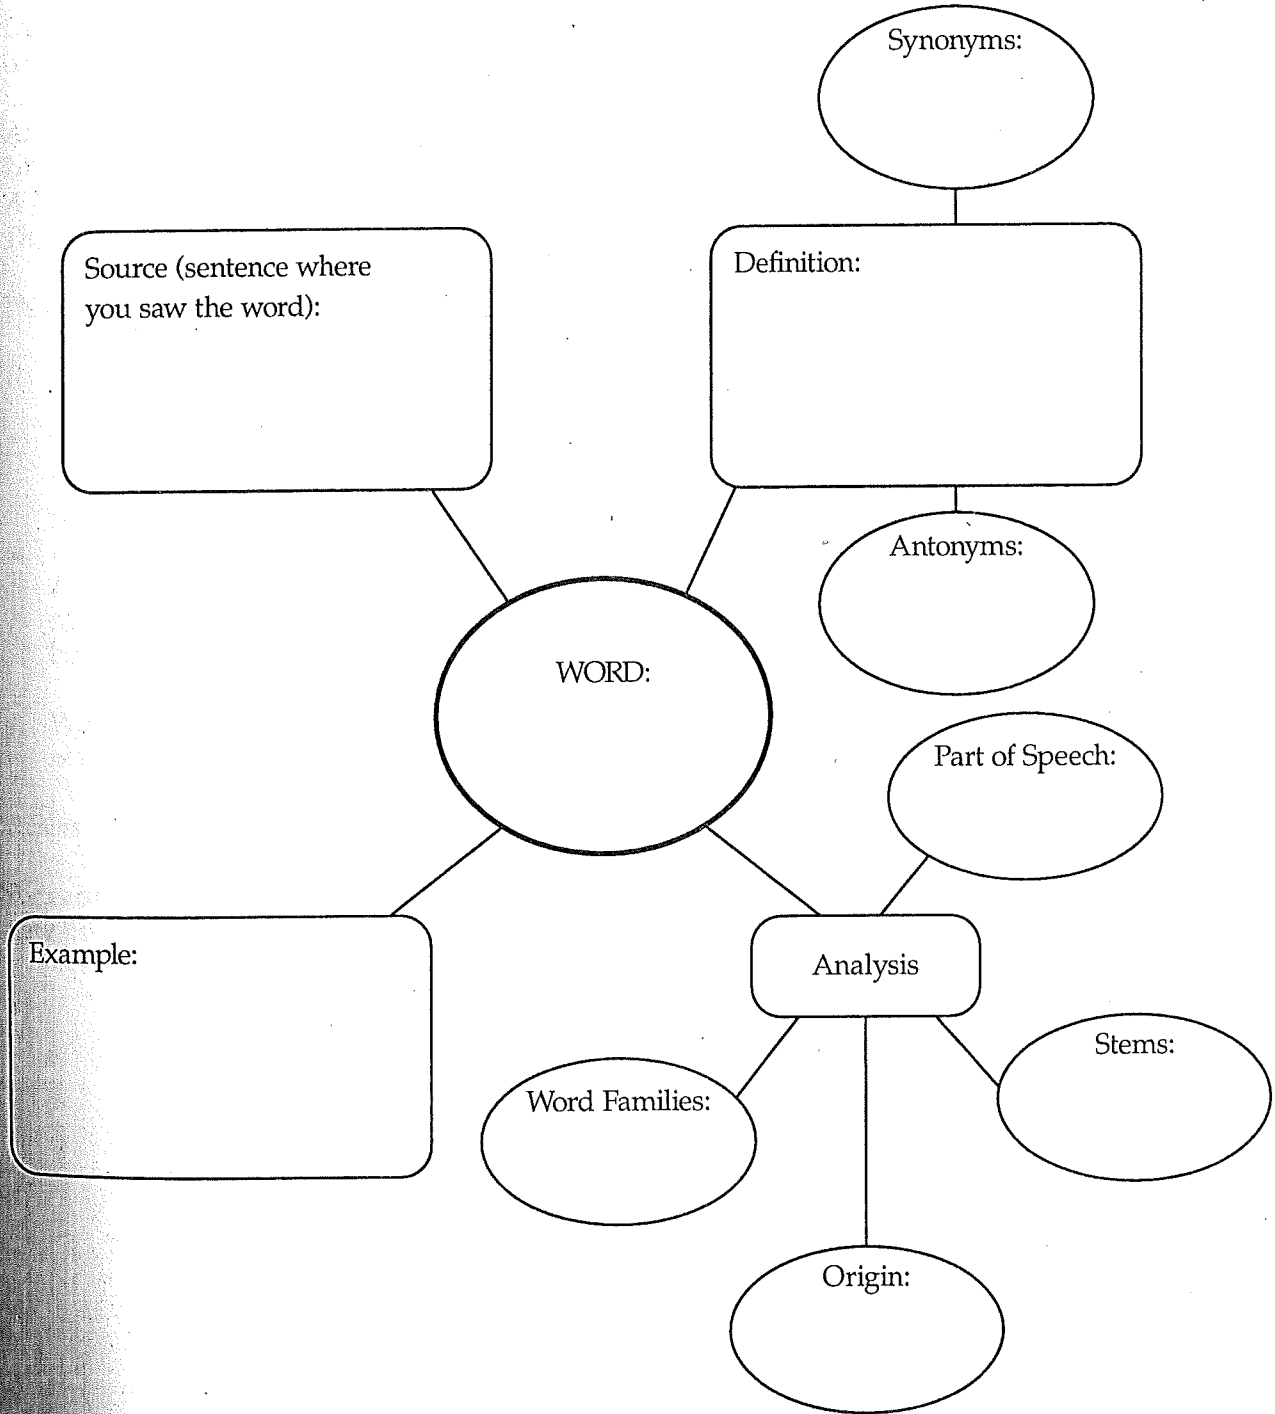 Synonyms:
Source (sentence where
you saw the word):
Definition:
Antonyms:
WORD:
Part of Speech:
Example:
Analysis
Stems:
Word Families:
Origin: